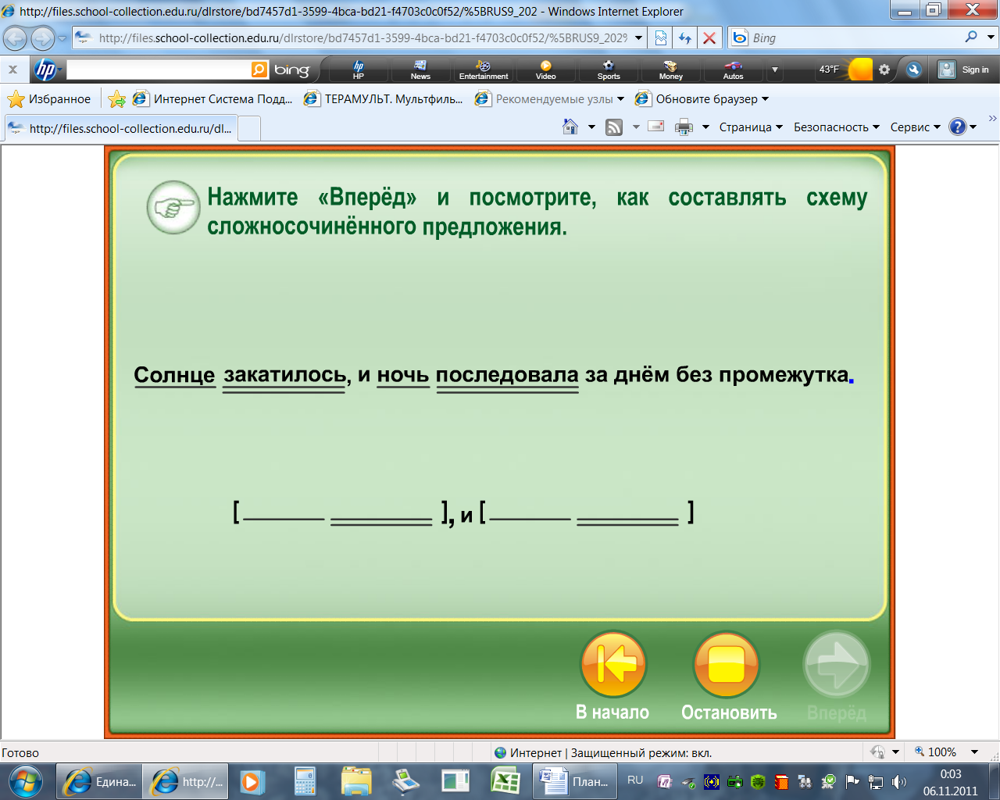 http://files.school-collection.edu.ru/dlrstore/bd7457d1-3599-4bca-bd21-f4703c0c0f52/%5BRUS9_202 - Windows Internet Explorer
http://files.school-collection.edu.ru/dlrstore/bd7457d1-3599-4bca-bd21-f4703c0c0f52/%5BRUS9_202% Bing
hp bing HP News Entertainment Video Sports Money Autos 43°F Sign in
Избранное Интернет Система Подд... ТЕРАМУЛЬТ. Мультфиль... Рекомендуемые узлы Обновите браузер
http://files.school-collection.edu.ru/dl... Страница Безопасность Сервис
Нажмите «Вперёд» и посмотрите, как составлять схему
сложносочинённого предложения.
Солнце закатилось, и ночь последовала за днём без промежутка.
[ ], и [ ]
В начало Остановить Вперёд
Готово Интернет | Защищенный режим: вкл. 100%
Едина... http://... План... RU 0:03
06.11.2011